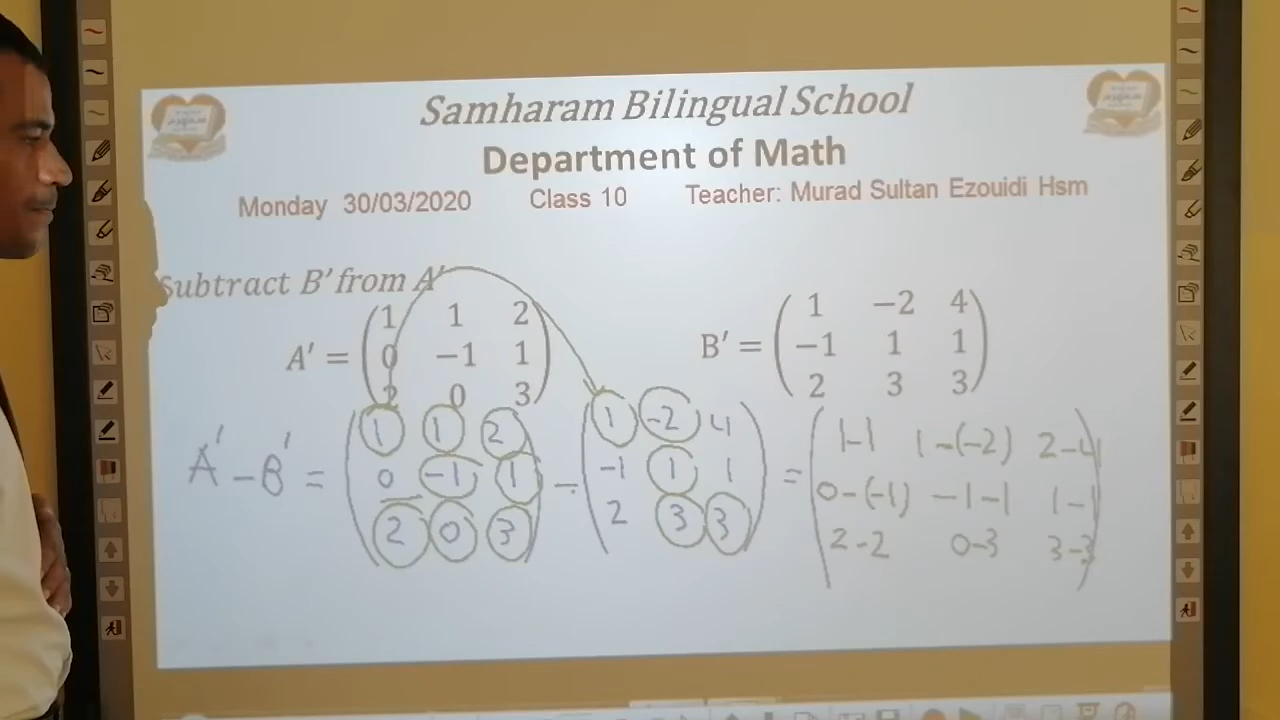 Samharam Bilingual School
Department of Math
Monday 30/03/2020 Class 10 Teacher: Murad Sultan Ezouidi Hsm
Subtract B′ from A′
A′ = (1 1 2
0 −1 1
2 0 3)
B′ = (1 −2 4
−1 1 1
2 3 3)
A' − B' = (1 1 2
0 −1 1
2 0 3) − (1 -2 4
-1 1 1
2 3 3) = (1-1 1-(-2) 2-4
0-(-1) -1-1 1-1
2-2 0-3 3-3)